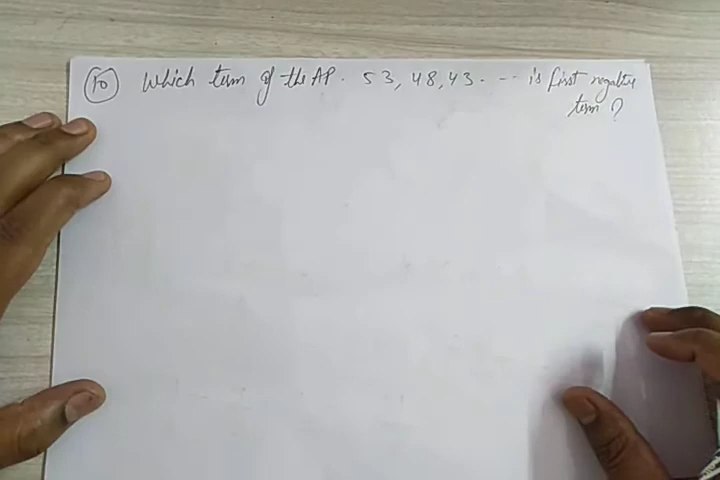 10 Which term of the AP. 53, 48, 43. -- is first negative
term ?